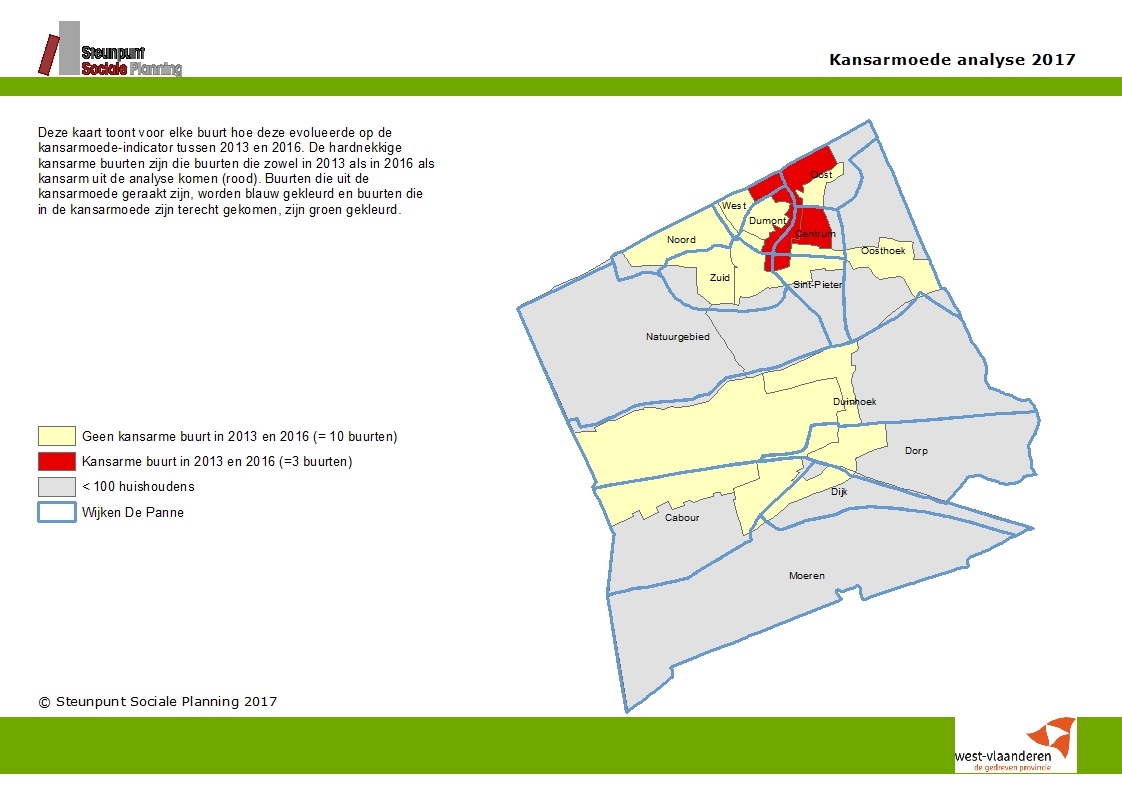 Steunpunt
Sociale Planning
Kansarmoede analyse 2017
Deze kaart toont voor elke buurt hoe deze evolueerde op de
kansarmoede-indicator tussen 2013 en 2016. De hardnekkige
kansarme buurten zijn die buurten die zowel in 2013 als in 2016 als
kansarm uit de analyse komen (rood). Buurten die uit de
kansarmoede geraakt zijn, worden blauw gekleurd en buurten die
in de kansarmoede zijn terecht gekomen, zijn groen gekleurd.
Oost
West
Dumont
Centrum
Noord
Oosthoek
Zuid
Sint-Pieter
Natuurgebied
Duinhoek
Dorp
Dijk
Cabour
Moeren
Geen kansarme buurt in 2013 en 2016 (= 10 buurten)
Kansarme buurt in 2013 en 2016 (=3 buurten)
< 100 huishoudens
Wijken De Panne
© Steunpunt Sociale Planning 2017
west-vlaanderen
de gedreven provincie